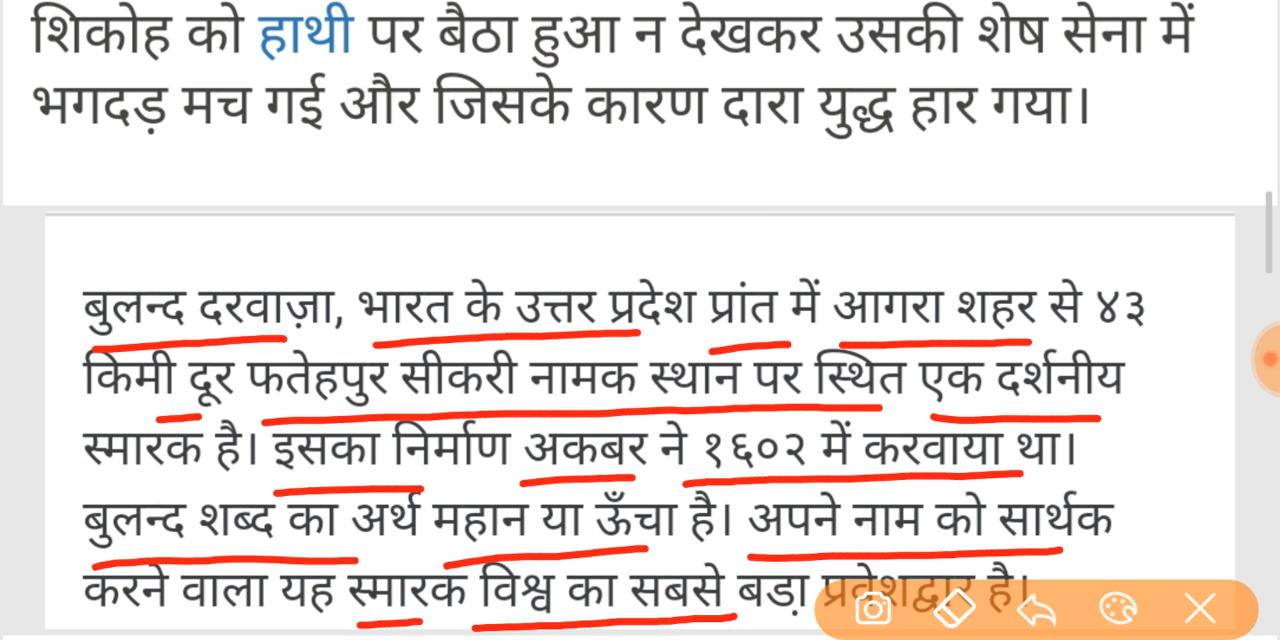 शिकोह को हाथी पर बैठा हुआ न देखकर उसकी शेष सेना में
भगदड़ मच गई और जिसके कारण दारा युद्ध हार गया।
बुलन्द दरवाज़ा, भारत के उत्तर प्रदेश प्रांत में आगरा शहर से ४३
किमी दूर फतेहपुर सीकरी नामक स्थान पर स्थित एक दर्शनीय
स्मारक है। इसका निर्माण अकबर ने १६०२ में करवाया था।
बुलन्द शब्द का अर्थ महान या ऊँचा है। अपने नाम को सार्थक
करने वाला यह स्मारक विश्व का सबसे बड़ा प्रवेशद्वार है।